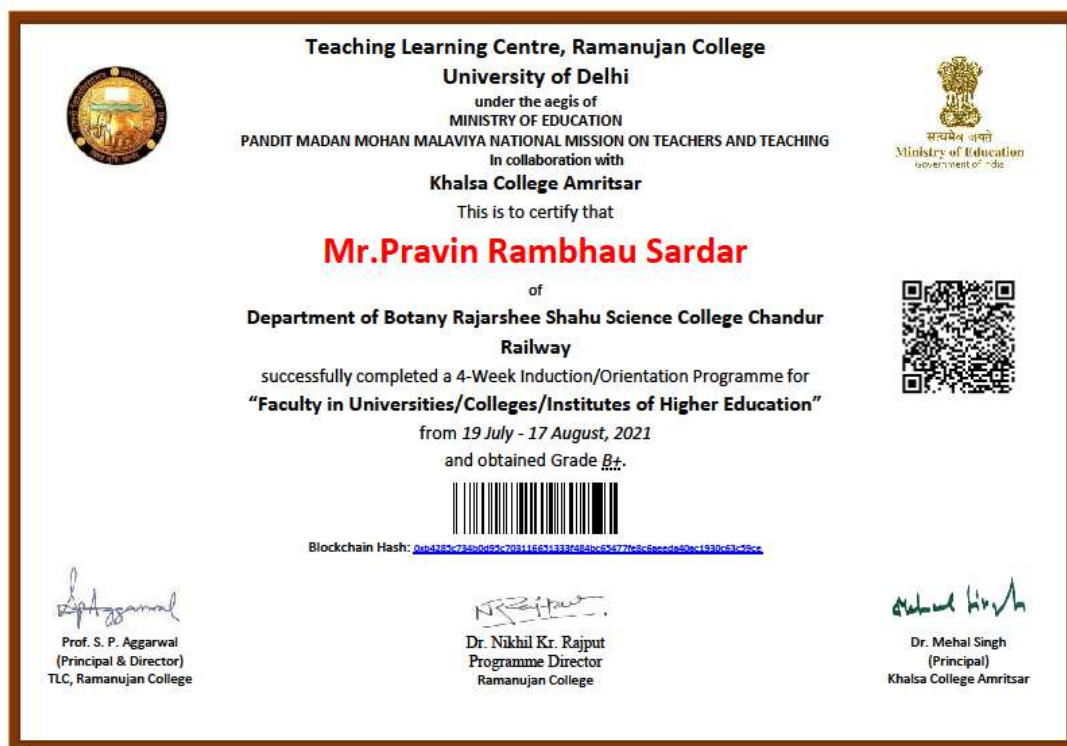 Teaching Learning Centre, Ramanujan College
University of Delhi
under the aegis of
MINISTRY OF EDUCATION
PANDIT MADAN MOHAN MALAVIYA NATIONAL MISSION ON TEACHERS AND TEACHING
In collaboration with
Khalsa College Amritsar
सत्यमेव जयते
Ministry of Education
Government of India
This is to certify that
Mr.Pravin Rambhau Sardar
of
Department of Botany Rajarshee Shahu Science College Chandur
Railway
successfully completed a 4-Week Induction/Orientation Programme for
“Faculty in Universities/Colleges/Institutes of Higher Education”
from 19 July - 17 August, 2021
and obtained Grade B+.
Blockchain Hash:
Prof. S. P. Aggarwal
(Principal & Director)
TLC, Ramanujan College
Dr. Nikhil Kr. Rajput
Programme Director
Ramanujan College
Dr. Mehal Singh
(Principal)
Khalsa College Amritsar